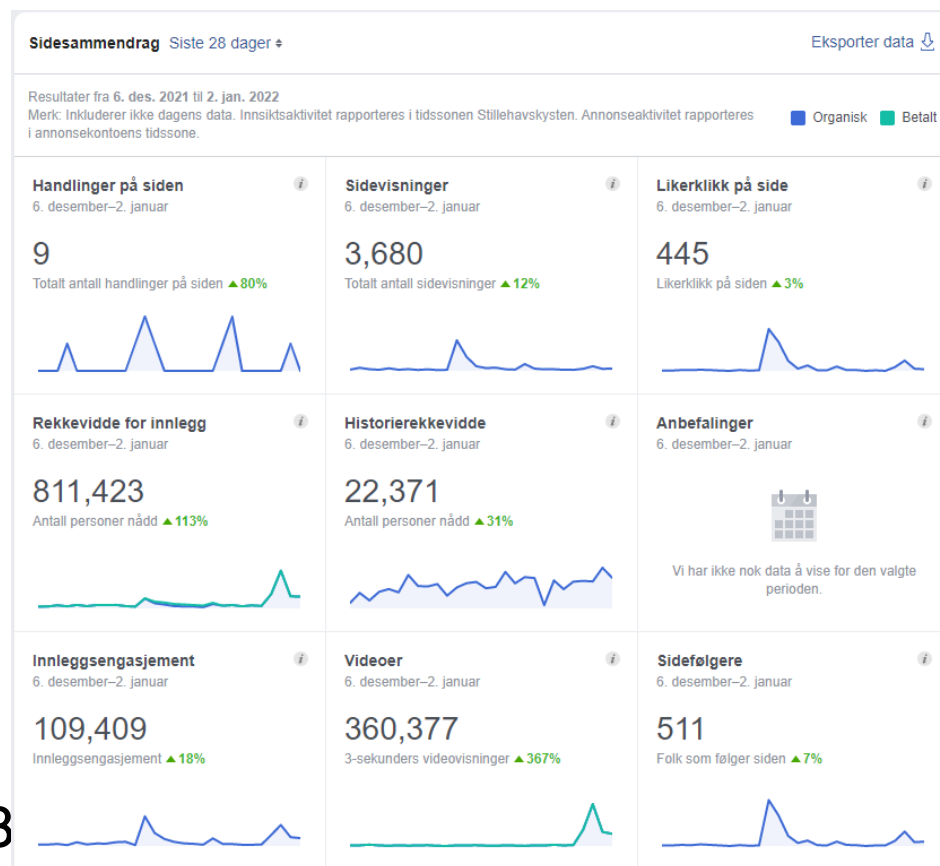 Sidesammendrag Siste 28 dager
Eksporter data
Resultater fra 6. des. 2021 til 2. jan. 2022
Merk: Inkluderer ikke dagens data. Innsiktsaktivitet rapporteres i tidssonen Stillehavskysten. Annonseaktivitet rapporteres
i annonsekontoens tidssone.
Organisk Betalt
Handlinger på siden
6. desember–2. januar
9
Totalt antall handlinger på siden ▲80%
Sidevisninger
6. desember–2. januar
3,680
Totalt antall sidevisninger ▲12%
Likerklikk på side
6. desember–2. januar
445
Likerklikk på siden ▲3%
Rekkevidde for innlegg
6. desember–2. januar
811,423
Antall personer nådd ▲113%
Historierekkevidde
6. desember–2. januar
22,371
Antall personer nådd ▲31%
Anbefalinger
6. desember–2. januar
Vi har ikke nok data å vise for den valgte
perioden.
Innleggsengasjement
6. desember–2. januar
109,409
Innleggsengasjement ▲18%
Videoer
6. desember–2. januar
360,377
3-sekunders videovisninger ▲367%
Sidefølgere
6. desember–2. januar
511
Folk som følger siden ▲7%